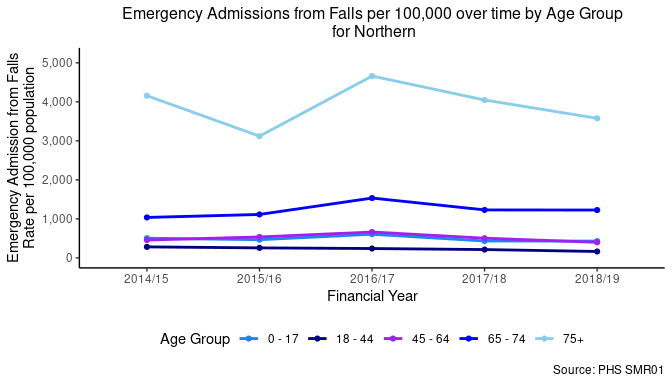 Emergency Admissions from Falls per 100,000 over time by Age Group
for Northern
Emergency Admission from Falls
Rate per 100,000 population
5,000
4,000
3,000
2,000
1,000
0
2014/15 2015/16 2016/17 2017/18 2018/19
Financial Year
Age Group 0 - 17 18 - 44 45 - 64 65 - 74 75+
Source: PHS SMR01